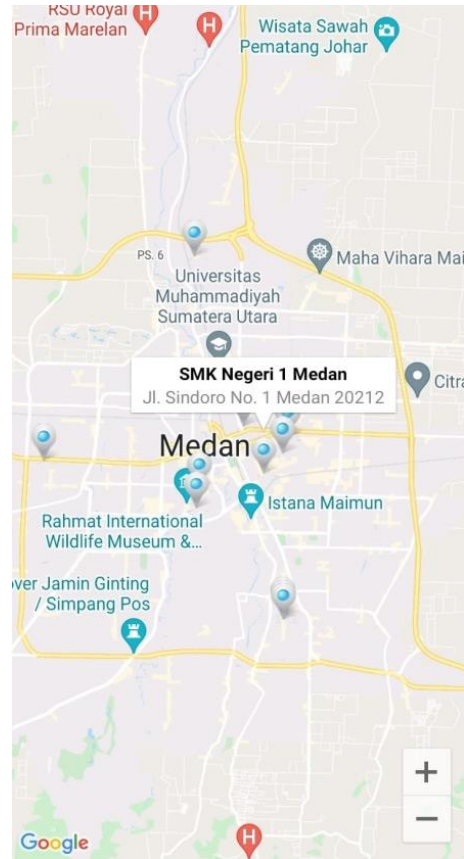 RSU Royal
Prima Marelan
Wisata Sawah
Pematang Johar
PS. 6
Maha Vihara Mai
Universitas
Muhammadiyah
Sumatera Utara
SMK Negeri 1 Medan
Jl. Sindoro No. 1 Medan 20212
Citra
Medan
Istana Maimun
Rahmat International
Wildlife Museum &...
over Jamin Ginting
/ Simpang Pos
+
−
Google